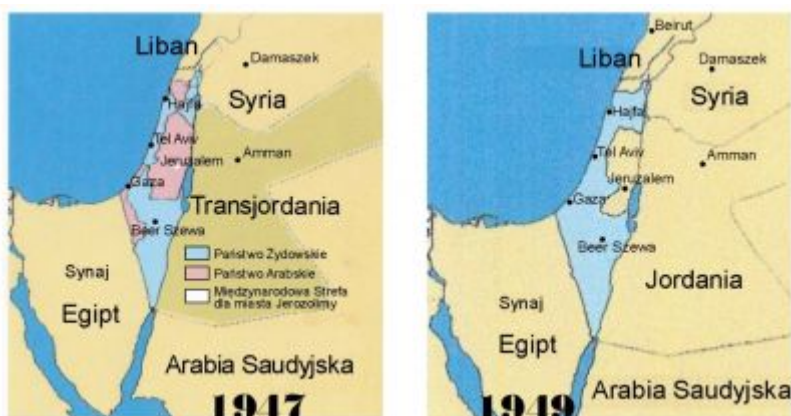 Liban
Damaszek
Syria
Hajfa
Tel Aviv
Jeruzalem
Amman
Gaza
Transjordania
Beer Szewa
Państwo Żydowskie
Państwo Arabskie
Międzynarodowa Strefa
dla miasta Jerozolimy
Synaj
Egipt
Arabia Saudyjska
1947
Beirut
Liban
Damaszek
Syria
Hajfa
Tel Aviv
Amman
Jeruzalem
Gaza
Beer Szewa
Jordania
Synaj
Egipt
Arabia Saudyjska
1949